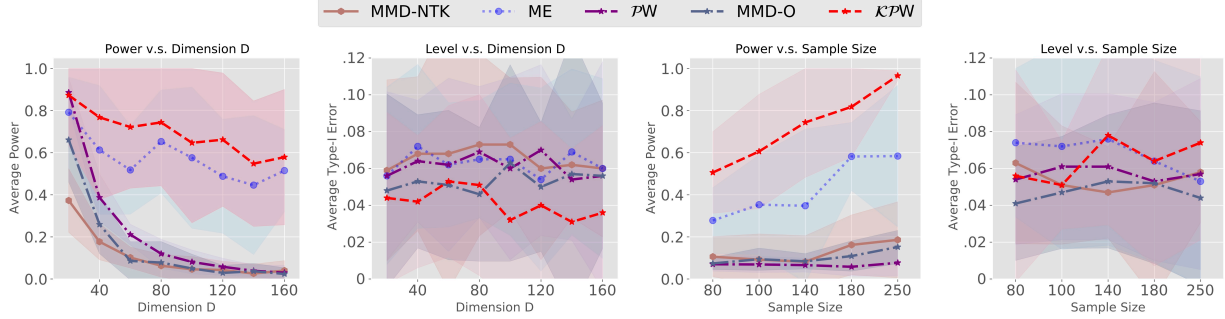 MMD-NTK ME 𝒫W MMD-O 𝒦𝒫W
Power v.s. Dimension D
Average Power
1.0
0.8
0.6
0.4
0.2
0.0
40 80 120 160
Dimension D
Level v.s. Dimension D
Average Type-I Error
.12
.10
.08
.06
.04
.02
0
40 80 120 160
Dimension D
Power v.s. Sample Size
Average Power
1.0
0.8
0.6
0.4
0.2
0.0
80 100 140 180 250
Sample Size
Level v.s. Sample Size
Average Type-I Error
.12
.10
.08
.06
.04
.02
0
80 100 140 180 250
Sample Size